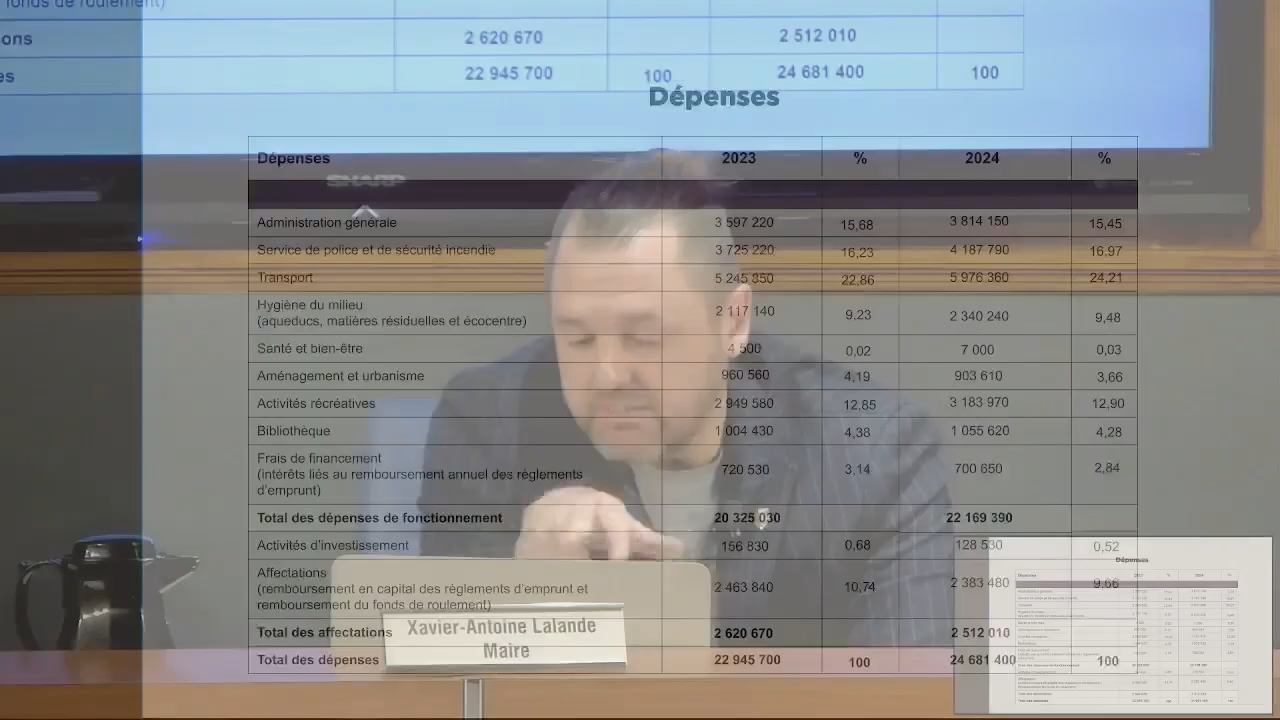 fonds de roulement)
ons 2 620 670 2 512 010
es 22 945 700 100 24 681 400 100
Dépenses
Dépenses 2023 % 2024 %
SHARP
Administration générale 3 597 220 15,68 3 814 150 15,45
Service de police et de sécurité incendie 3 725 220 16,23 4 187 790 16,97
Transport 5 245 850 22,86 5 976 360 24,21
Hygiène du milieu
(aqueducs, matières résiduelles et écocentre) 2 117 140 9,23 2 340 240 9,48
Santé et bien-être 4 500 0,02 7 000 0,03
Aménagement et urbanisme 960 560 4,19 903 610 3,66
Activités récréatives 2 949 580 12,85 3 183 970 12,90
Bibliothèque 1 004 430 4,38 1 055 620 4,28
Frais de financement
(intérêts liés au remboursement annuel des règlements 720 530 3,14 700 650 2,84
d'emprunt)
Total des dépenses de fonctionnement 20 325 030 22 169 390
Activités d'investissement 156 830 0,68 128 530 0,52
Affectations
(remboursement en capital des règlements d'emprunt et 2 463 840 10,74 2 383 480 9,66
remboursement du fonds de roulement)
Total des affectations 2 620 670 2 512 010
Total des dépenses 22 945 700 100 24 681 400 100
Xavier-Antoine Lalande
Maire
Dépenses